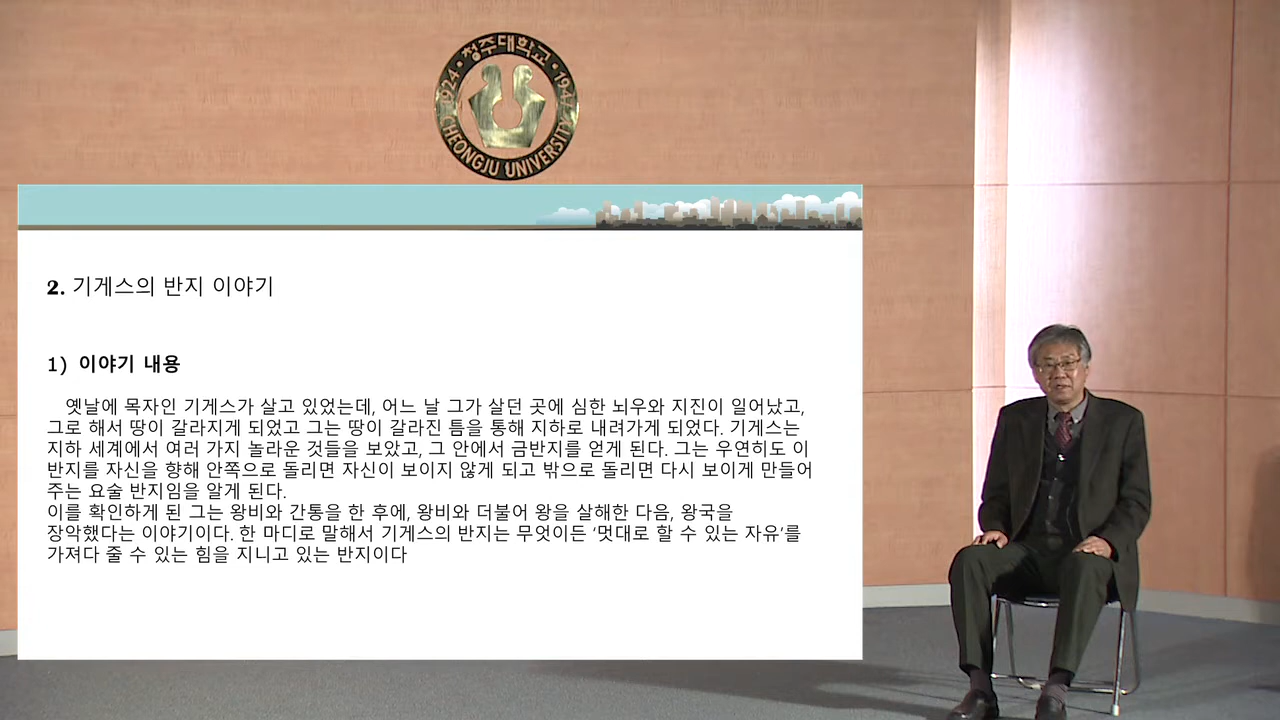 청주대학교
1924 · 1947
CHEONGJU UNIVERSITY
2. 기게스의 반지 이야기
1) 이야기 내용
옛날에 목자인 기게스가 살고 있었는데, 어느 날 그가 살던 곳에 심한 뇌우와 지진이 일어났고,
그로 해서 땅이 갈라지게 되었고 그는 땅이 갈라진 틈을 통해 지하로 내려가게 되었다. 기게스는
지하 세계에서 여러 가지 놀라운 것들을 보았고, 그 안에서 금반지를 얻게 된다. 그는 우연히도 이
반지를 자신을 향해 안쪽으로 돌리면 자신이 보이지 않게 되고 밖으로 돌리면 다시 보이게 만들어
주는 요술 반지임을 알게 된다.
이를 확인하게 된 그는 왕비와 간통을 한 후에, 왕비와 더불어 왕을 살해한 다음, 왕국을
장악했다는 이야기이다. 한 마디로 말해서 기게스의 반지는 무엇이든 ‘멋대로 할 수 있는 자유’를
가져다 줄 수 있는 힘을 지니고 있는 반지이다